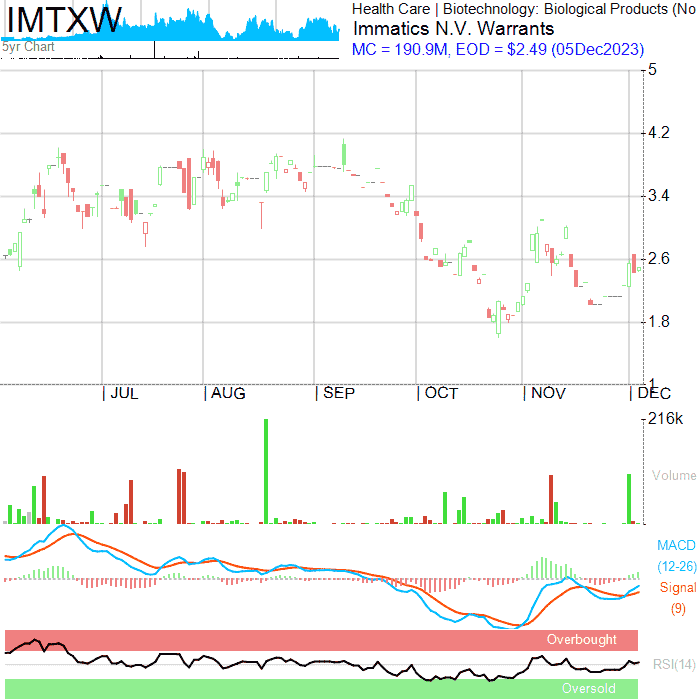 IMTXW
5yr Chart
Health Care | Biotechnology: Biological Products (No
Immatics N.V. Warrants
MC = 190.9M, EOD = $2.49 (05Dec2023)
5
4.2
3.4
2.6
1.8
1
| JUL | AUG | SEP | OCT | NOV | DEC
216k
Volume
MACD
(12-26)
Signal
(9)
Overbought
RSI(14)
Oversold